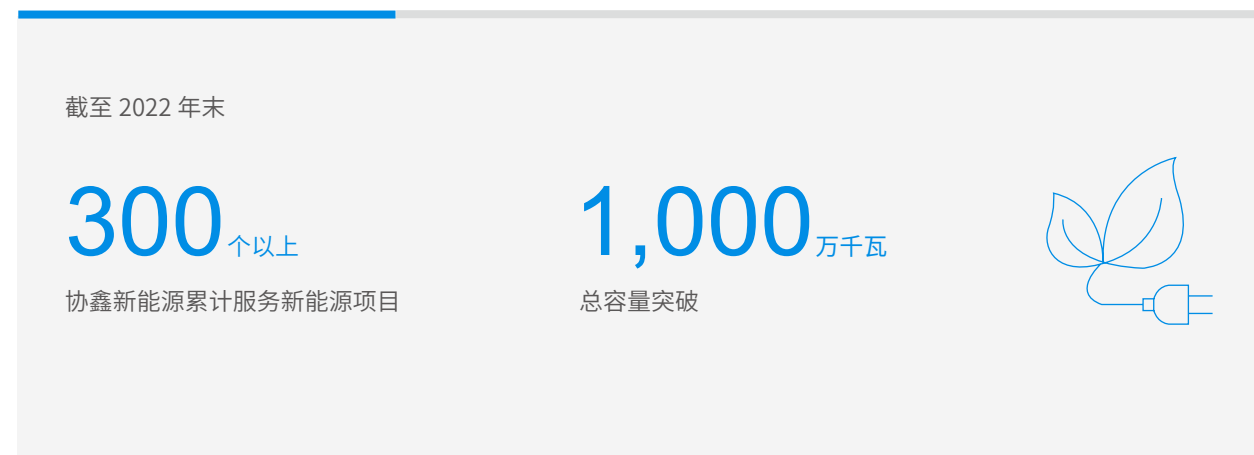 截至 2022 年末
300个以上
协鑫新能源累计服务新能源项目
1,000万千瓦
总容量突破